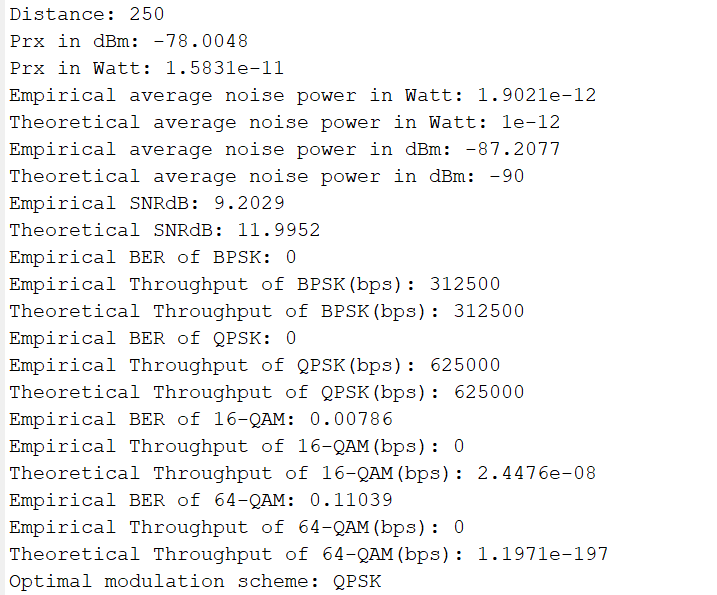 Distance: 250
Prx in dBm: -78.0048
Prx in Watt: 1.5831e-11
Empirical average noise power in Watt: 1.9021e-12
Theoretical average noise power in Watt: 1e-12
Empirical average noise power in dBm: -87.2077
Theoretical average noise power in dBm: -90
Empirical SNRdB: 9.2029
Theoretical SNRdB: 11.9952
Empirical BER of BPSK: 0
Empirical Throughput of BPSK(bps): 312500
Theoretical Throughput of BPSK(bps): 312500
Empirical BER of QPSK: 0
Empirical Throughput of QPSK(bps): 625000
Theoretical Throughput of QPSK(bps): 625000
Empirical BER of 16-QAM: 0.00786
Empirical Throughput of 16-QAM(bps): 0
Theoretical Throughput of 16-QAM(bps): 2.4476e-08
Empirical BER of 64-QAM: 0.11039
Empirical Throughput of 64-QAM(bps): 0
Theoretical Throughput of 64-QAM(bps): 1.1971e-197
Optimal modulation scheme: QPSK